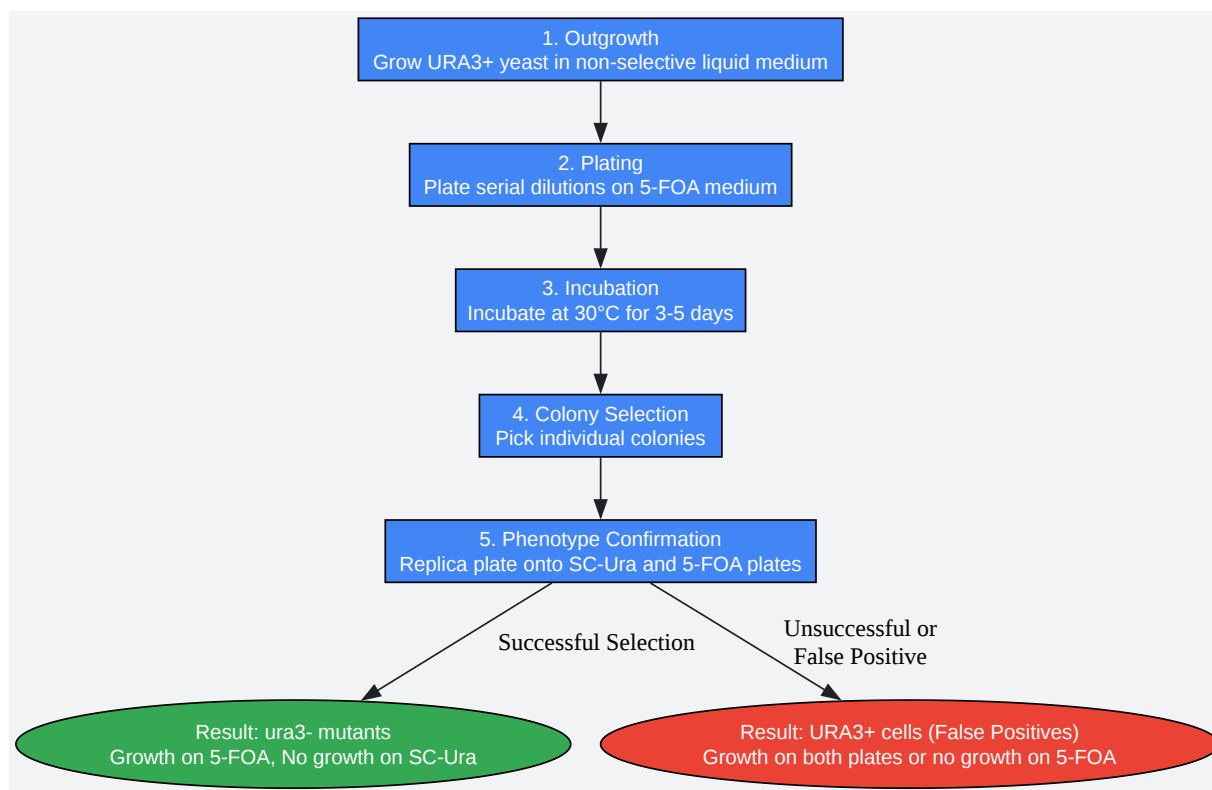 1. Outgrowth
Grow URA3+ yeast in non-selective liquid medium
2. Plating
Plate serial dilutions on 5-FOA medium
3. Incubation
Incubate at 30°C for 3-5 days
4. Colony Selection
Pick individual colonies
5. Phenotype Confirmation
Replica plate onto SC-Ura and 5-FOA plates
Successful Selection
Unsuccessful or
False Positive
Result: ura3- mutants
Growth on 5-FOA, No growth on SC-Ura
Result: URA3+ cells (False Positives)
Growth on both plates or no growth on 5-FOA